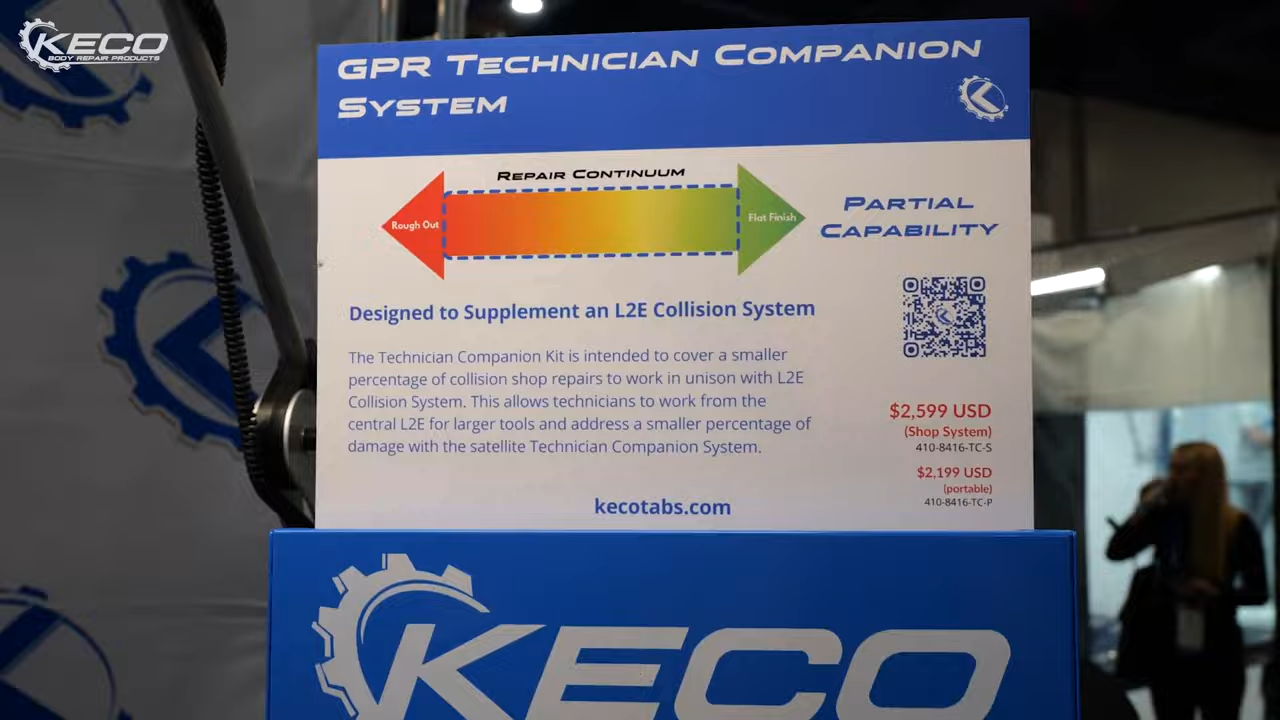 KECO
BODY REPAIR PRODUCTS
GPR TECHNICIAN COMPANION
SYSTEM
REPAIR CONTINUUM
Rough Out
Flat Finish
PARTIAL
CAPABILITY
Designed to Supplement an L2E Collision System
The Technician Companion Kit is intended to cover a smaller
percentage of collision shop repairs to work in unison with L2E
Collision System. This allows technicians to work from the
central L2E for larger tools and address a smaller percentage of
damage with the satellite Technician Companion System.
$2,599 USD
(Shop System)
410-8416-TC-S
$2,199 USD
(portable)
410-8416-TC-P
kecotabs.com
KECO